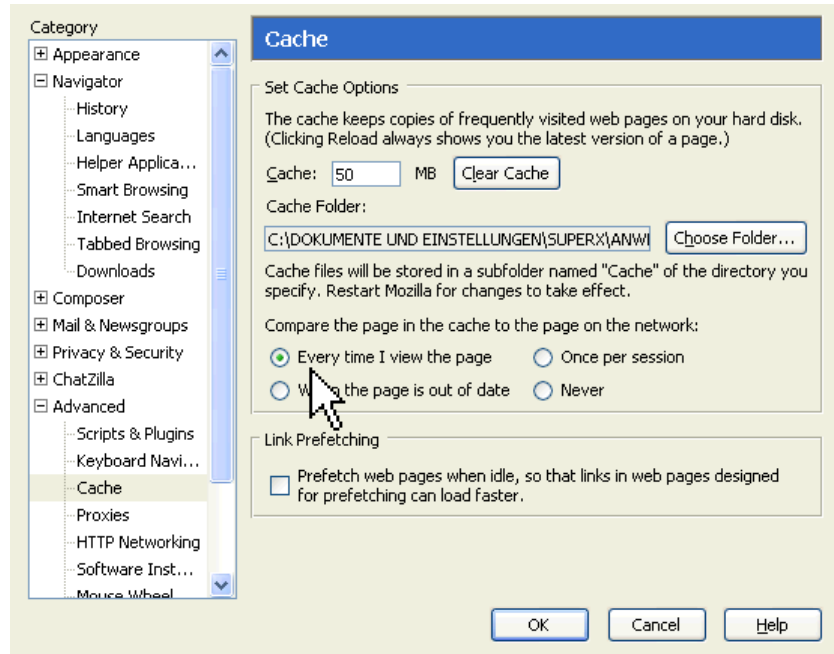 Category
Appearance
Navigator
History
Languages
Helper Applica...
Smart Browsing
Internet Search
Tabbed Browsing
Downloads
Composer
Mail & Newsgroups
Privacy & Security
ChatZilla
Advanced
Scripts & Plugins
Keyboard Navi...
Cache
Proxies
HTTP Networking
Software Inst...
Mouse Wheel
Cache
Set Cache Options
The cache keeps copies of frequently visited web pages on your hard disk.
(Clicking Reload always shows you the latest version of a page.)
Cache: 50 MB Clear Cache
Cache Folder:
C:\DOKUMENTE UND EINSTELLUNGEN\SUPERX\ANW Choose Folder...
Cache files will be stored in a subfolder named "Cache" of the directory you
specify. Restart Mozilla for changes to take effect.
Compare the page in the cache to the page on the network:
Every time I view the page Once per session
When the page is out of date Never
Link Prefetching
Prefetch web pages when idle, so that links in web pages designed
for prefetching can load faster.
OK Cancel Help